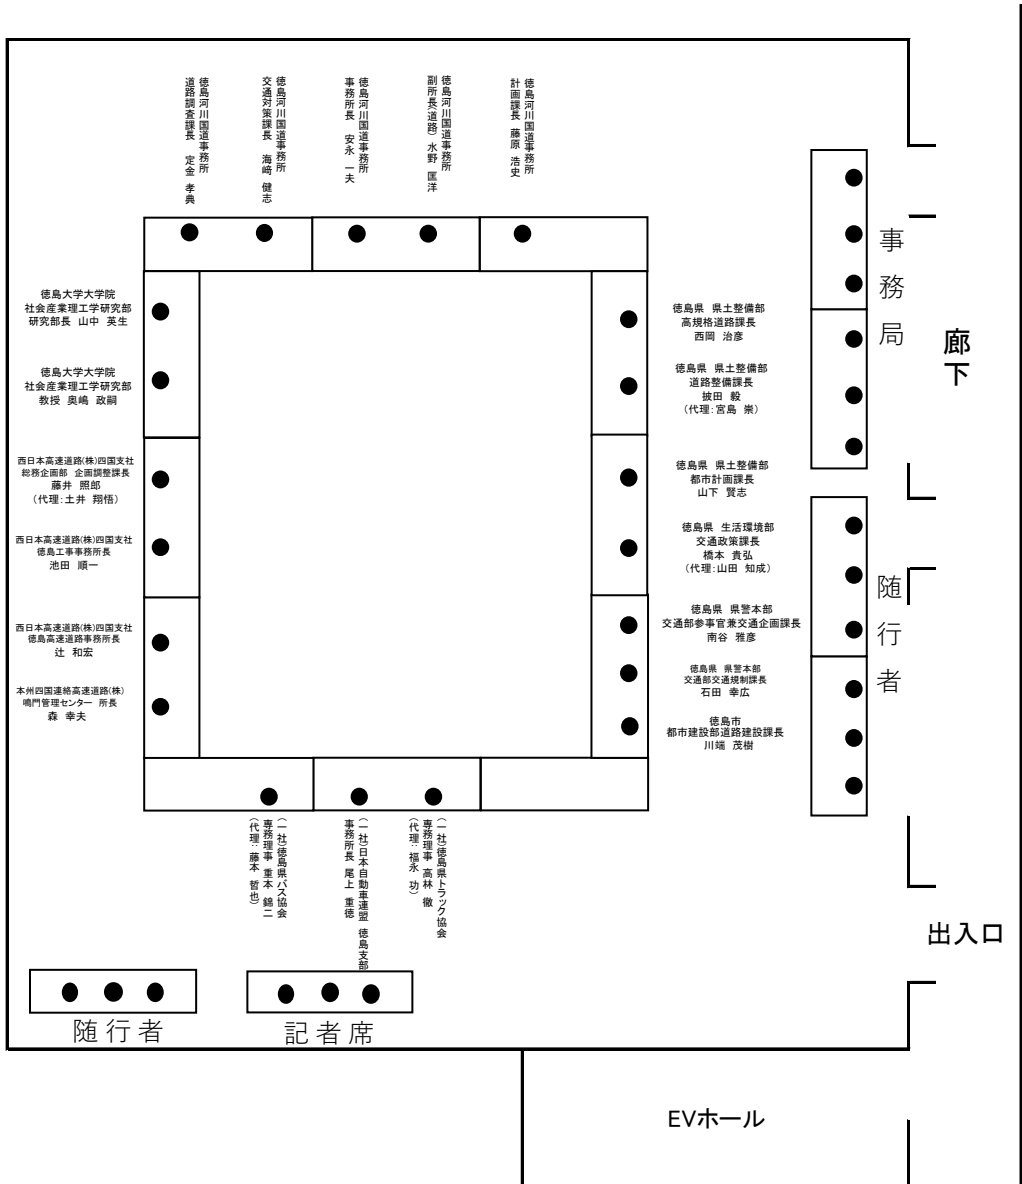 徳島河川国道事務所
道路調査課長 定金 孝典
徳島河川国道事務所
交通対策課長 海﨑 健志
徳島河川国道事務所
事務所長 安永 一夫
徳島河川国道事務所
副所長(道路) 水野 匡洋
徳島河川国道事務所
計画課長 藤原 浩史
徳島大学大学院
社会産業理工学研究部
研究部長 山中 英生
徳島大学大学院
社会産業理工学研究部
教授 奥嶋 政嗣
西日本高速道路(株)四国支社
総務企画部 企画調整課長
藤井 照郎
(代理:土井 翔悟)
西日本高速道路(株)四国支社
徳島工事事務所長
池田 順一
西日本高速道路(株)四国支社
徳島高速道路事務所長
辻 和宏
本州四国連絡高速道路(株)
鳴門管理センター 所長
森 幸夫
徳島県 県土整備部
高規格道路課長
西岡 治彦
徳島県 県土整備部
道路整備課長
披田 毅
(代理:宮島 崇)
徳島県 県土整備部
都市計画課長
山下 賢志
徳島県 生活環境部
交通政策課長
橋本 貴弘
(代理:山田 知成)
徳島県 県警本部
交通部参事官兼交通企画課長
南谷 雅彦
徳島県 県警本部
交通部交通規制課長
石田 幸広
徳島市
都市建設部道路建設課長
川端 茂樹
(一社)徳島県バス協会
専務理事 重本 錦二
(代理:藤本 哲也)
(一社)日本自動車連盟 徳島支部
事務所長 尾上 重徳
(一社)徳島県トラック協会
専務理事 高林 徹
(代理:福永 功)
事務局
随行者
廊下
出入口
随行者
記者席
EVホール